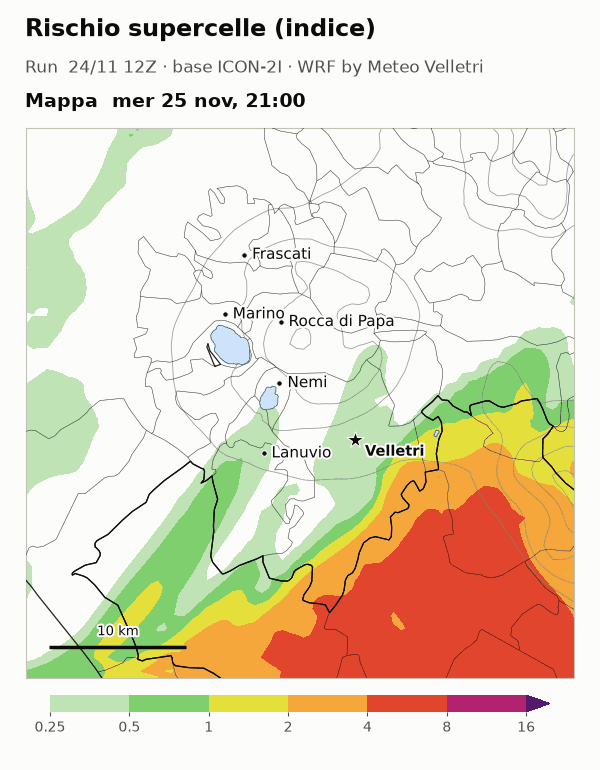 Rischio supercelle (indice)
Run 24/11 12Z · base ICON-2I · WRF by Meteo Velletri
Mappa mer 25 nov, 21:00
Frascati
Marino
Rocca di Papa
Nemi
Velletri
Lanuvio
10 km
0.25 0.5 1 2 4 8 16